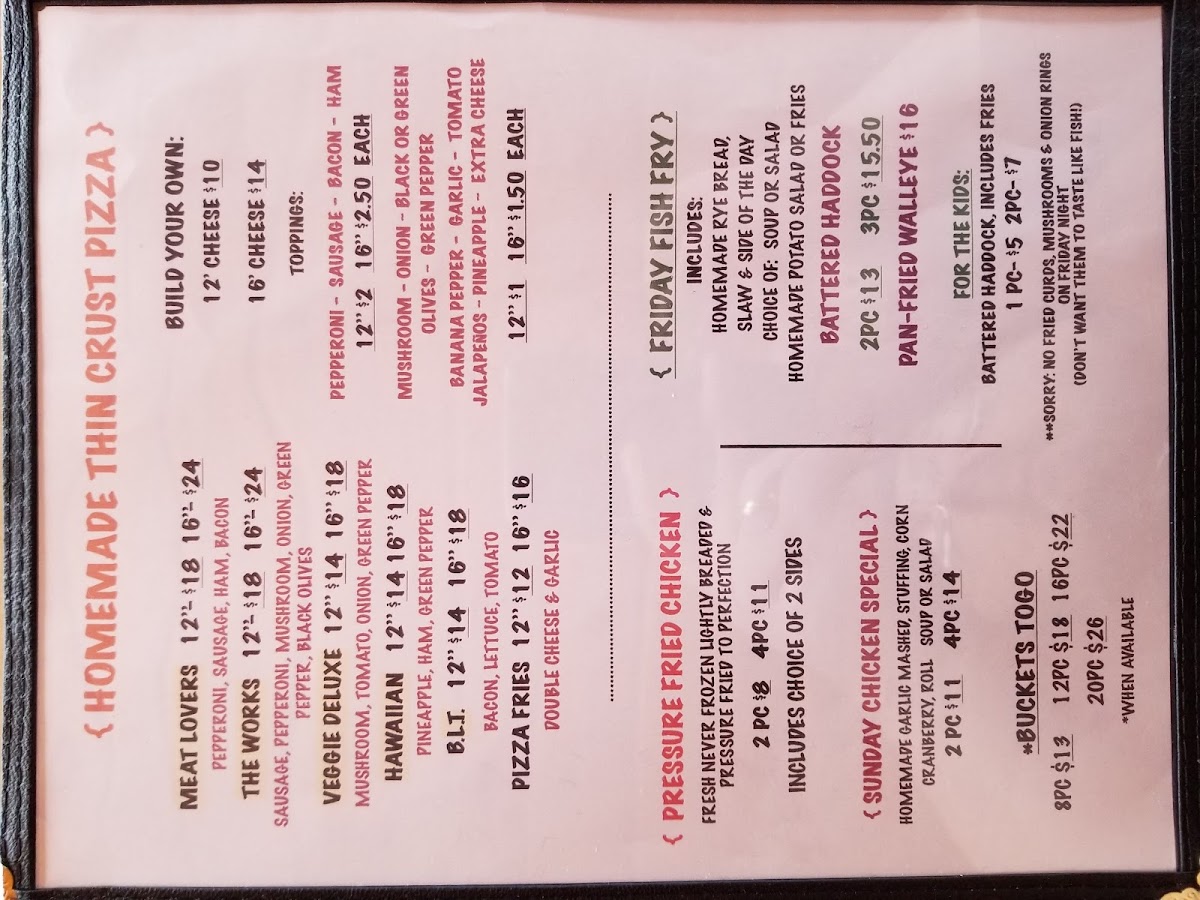 { HOMEMADE THIN CRUST PIZZA }
MEAT LOVERS 12"- $18 16"- $24
PEPPERONI, SAUSAGE, HAM, BACON
THE WORKS 12"- $18 16"- $24
SAUSAGE, PEPPERONI, MUSHROOM, ONION, GREEN
PEPPER, BLACK OLIVES
VEGGIE DELUXE 12" $14 16" $18
MUSHROOM, TOMATO, ONION, GREEN PEPPER
HAWAIIAN 12" $14 16" $18
PINEAPPLE, HAM, GREEN PEPPER
B.L.T. 12" $14 16" $18
BACON, LETTUCE, TOMATO
PIZZA FRIES 12" $12 16" $16
DOUBLE CHEESE & GARLIC
BUILD YOUR OWN:
12' CHEESE $10
16' CHEESE $14
TOPPINGS:
PEPPERONI - SAUSAGE - BACON - HAM
12" $2 16" $2.50 EACH
MUSHROOM - ONION - BLACK OR GREEN
OLIVES - GREEN PEPPER
BANANA PEPPER - GARLIC - TOMATO
JALAPENOS - PINEAPPLE - EXTRA CHEESE
12" $1 16" $1.50 EACH
{ PRESSURE FRIED CHICKEN }
FRESH NEVER FROZEN LIGHTLY BREADED &
PRESSURE FRIED TO PERFECTION
2 PC $8 4PC $11
INCLUDES CHOICE OF 2 SIDES
{ SUNDAY CHICKEN SPECIAL }
HOMEMADE GARLIC MASHED, STUFFING, CORN
CRANBERRY, ROLL SOUP OR SALAD
2 PC $11 4PC $14
*BUCKETS TOGO
8PC $13 12PC $18 16PC $22
20PC $26
*WHEN AVAILABLE
{ FRIDAY FISH FRY }
INCLUDES:
HOMEMADE RYE BREAD,
SLAW & SIDE OF THE DAY
CHOICE OF: SOUP OR SALAD
HOMEMADE POTATO SALAD OR FRIES
BATTERED HADDOCK
2PC $13 3PC $15.50
PAN-FRIED WALLEYE $16
FOR THE KIDS:
BATTERED HADDOCK, INCLUDES FRIES
1 PC- $5 2PC- $7
**SORRY: NO FRIED CURDS, MUSHROOMS & ONION RINGS
ON FRIDAY NIGHT
(DON'T WANT THEM TO TASTE LIKE FISH!)